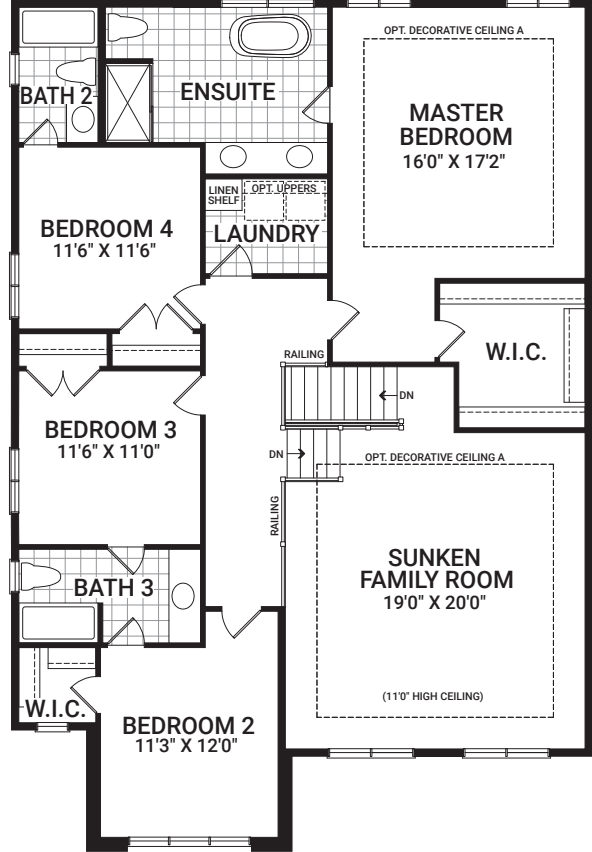 OPT. DECORATIVE CEILING A
MASTER
BEDROOM
16'0" X 17'2"
ENSUITE
BATH 2
LINEN
SHELF
OPT. UPPERS
LAUNDRY
BEDROOM 4
11'6" X 11'6"
W.I.C.
RAILING
DN
BEDROOM 3
11'6" X 11'0"
DN
OPT. DECORATIVE CEILING A
RAILING
SUNKEN
FAMILY ROOM
19'0" X 20'0"
(11'0" HIGH CEILING)
BATH 3
W.I.C.
BEDROOM 2
11'3" X 12'0"